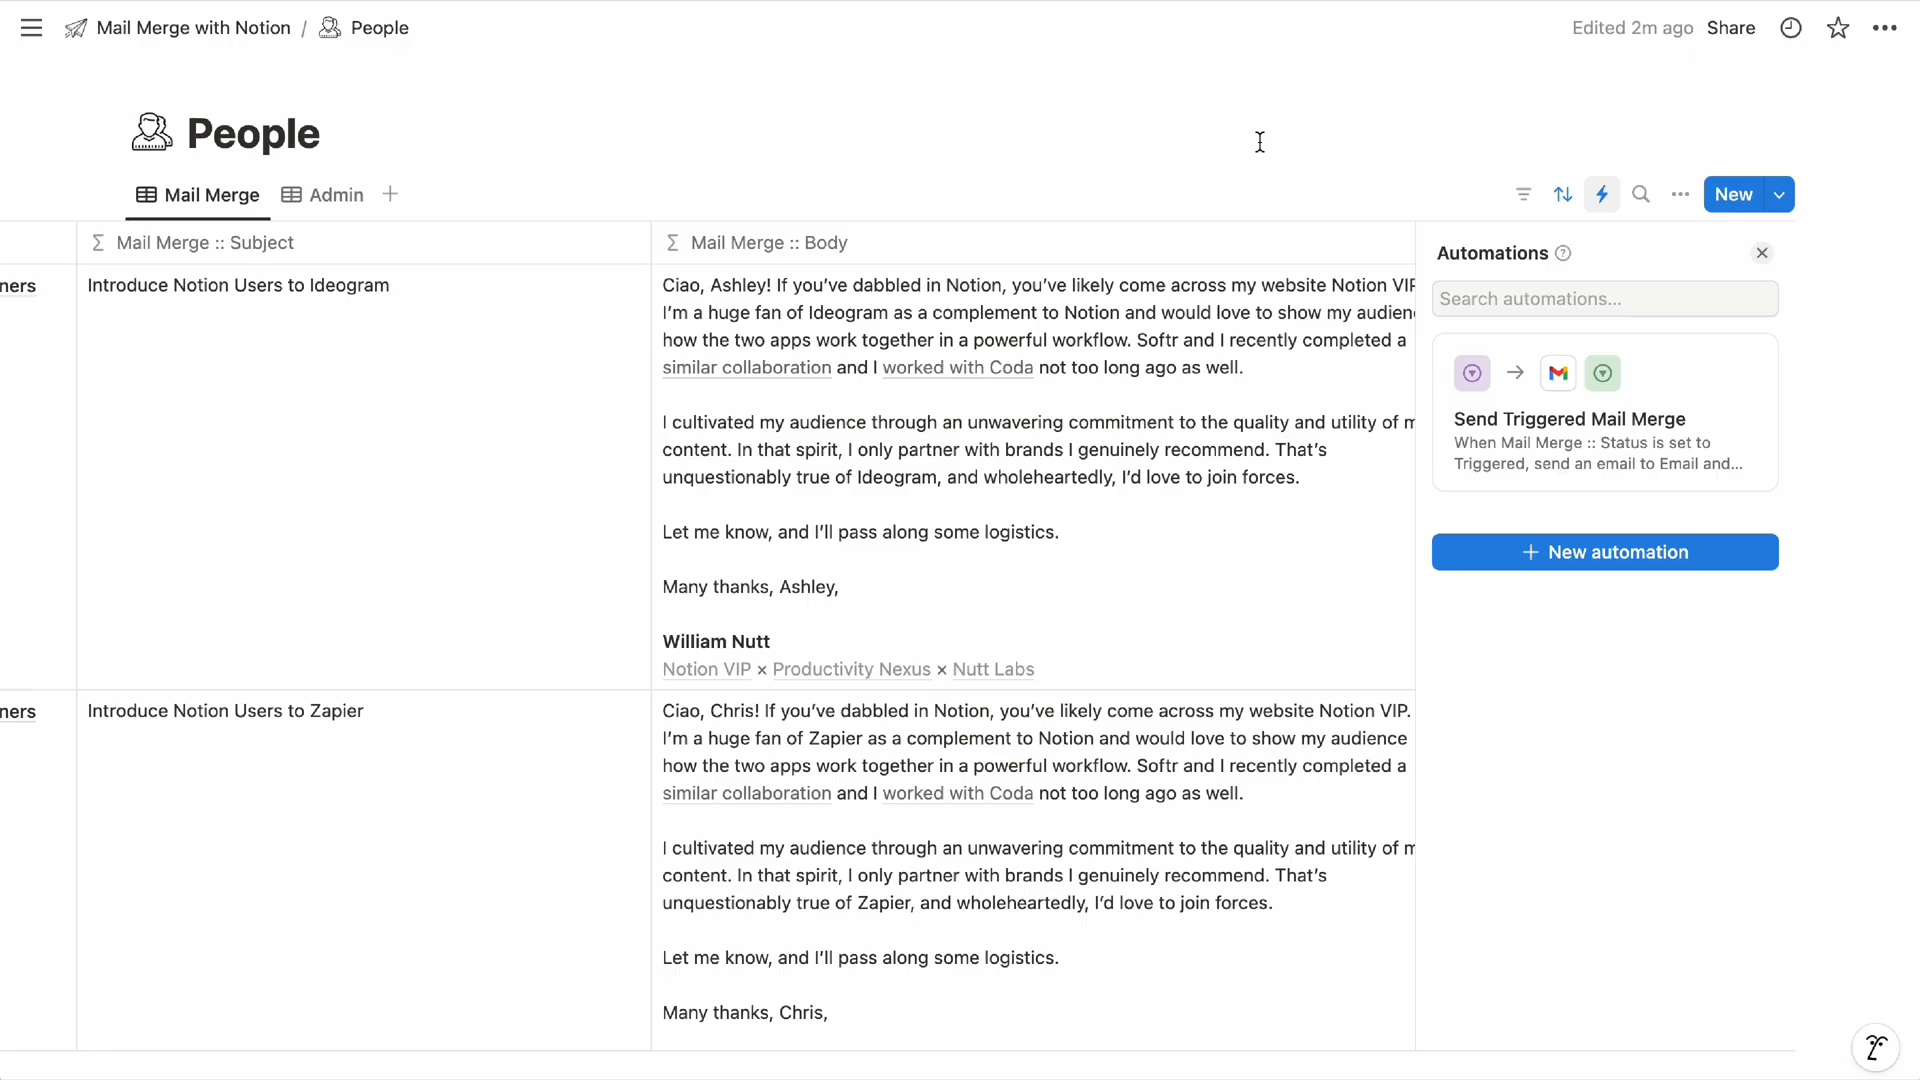 Mail Merge with Notion / People
Edited 2m ago Share
People
Mail Merge Admin
New
Σ Mail Merge :: Subject
Σ Mail Merge :: Body
ners
Introduce Notion Users to Ideogram
Ciao, Ashley! If you’ve dabbled in Notion, you’ve likely come across my website Notion VIP
I’m a huge fan of Ideogram as a complement to Notion and would love to show my audien
how the two apps work together in a powerful workflow. Softr and I recently completed a
similar collaboration and I worked with Coda not too long ago as well.
I cultivated my audience through an unwavering commitment to the quality and utility of m
content. In that spirit, I only partner with brands I genuinely recommend. That’s
unquestionably true of Ideogram, and wholeheartedly, I’d love to join forces.
Let me know, and I’ll pass along some logistics.
Many thanks, Ashley,
William Nutt
Notion VIP × Productivity Nexus × Nutt Labs
ners
Introduce Notion Users to Zapier
Ciao, Chris! If you’ve dabbled in Notion, you’ve likely come across my website Notion VIP.
I’m a huge fan of Zapier as a complement to Notion and would love to show my audience
how the two apps work together in a powerful workflow. Softr and I recently completed a
similar collaboration and I worked with Coda not too long ago as well.
I cultivated my audience through an unwavering commitment to the quality and utility of m
content. In that spirit, I only partner with brands I genuinely recommend. That’s
unquestionably true of Zapier, and wholeheartedly, I’d love to join forces.
Let me know, and I’ll pass along some logistics.
Many thanks, Chris,
Automations
Search automations...
Send Triggered Mail Merge
When Mail Merge :: Status is set to
Triggered, send an email to Email and...
New automation